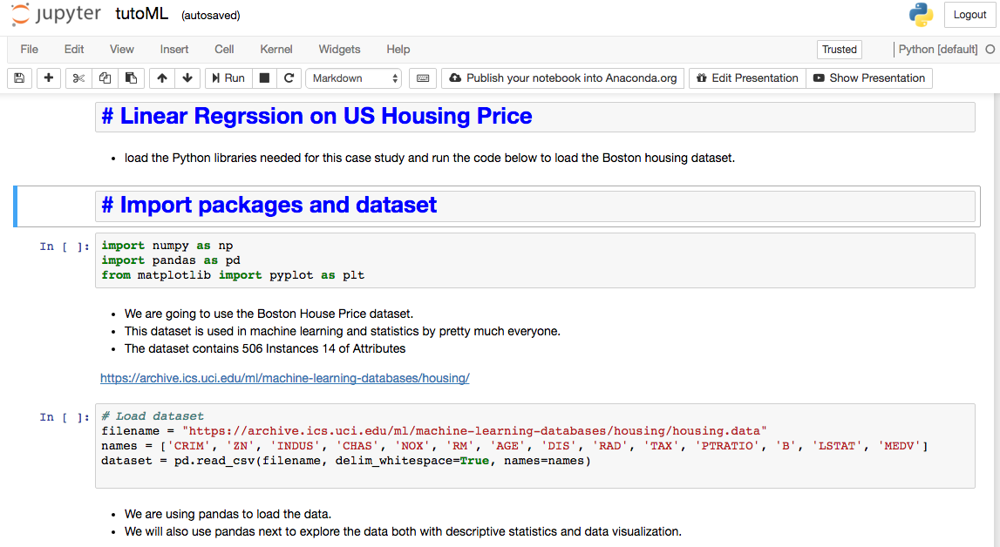 jupyter tutoML (autosaved)
Logout
File Edit View Insert Cell Kernel Widgets Help
Trusted
Python [default]
Run
Markdown
Publish your notebook into Anaconda.org
Edit Presentation
Show Presentation
# Linear Regrssion on US Housing Price
• load the Python libraries needed for this case study and run the code below to load the Boston housing dataset.
# Import packages and dataset
In [ ]:
import numpy as np
import pandas as pd
from matplotlib import pyplot as plt
• We are going to use the Boston House Price dataset.
• This dataset is used in machine learning and statistics by pretty much everyone.
• The dataset contains 506 Instances 14 of Attributes
https://archive.ics.uci.edu/ml/machine-learning-databases/housing/
In [ ]:
# Load dataset
filename = "https://archive.ics.uci.edu/ml/machine-learning-databases/housing/housing.data"
names = ['CRIM', 'ZN', 'INDUS', 'CHAS', 'NOX', 'RM', 'AGE', 'DIS', 'RAD', 'TAX', 'PTRATIO', 'B', 'LSTAT', 'MEDV']
dataset = pd.read_csv(filename, delim_whitespace=True, names=names)
• We are using pandas to load the data.
• We will also use pandas next to explore the data both with descriptive statistics and data visualization.